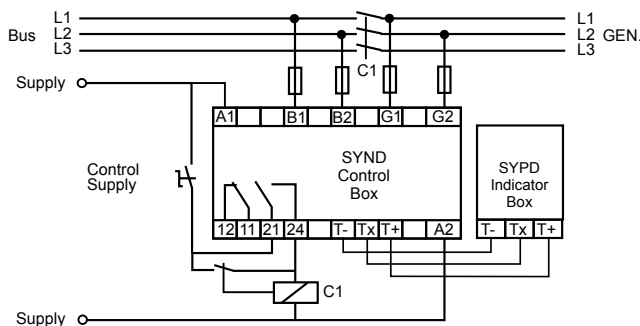 L1 L1
Bus L2 L2 GEN.
L3 L3
C1
Supply
A1 B1 B2 G1 G2
SYND
Control
Box
SYPD
Indicator
Box
Control
Supply
12 11 21 24 T- Tx T+ A2
T- Tx T+
C1
Supply